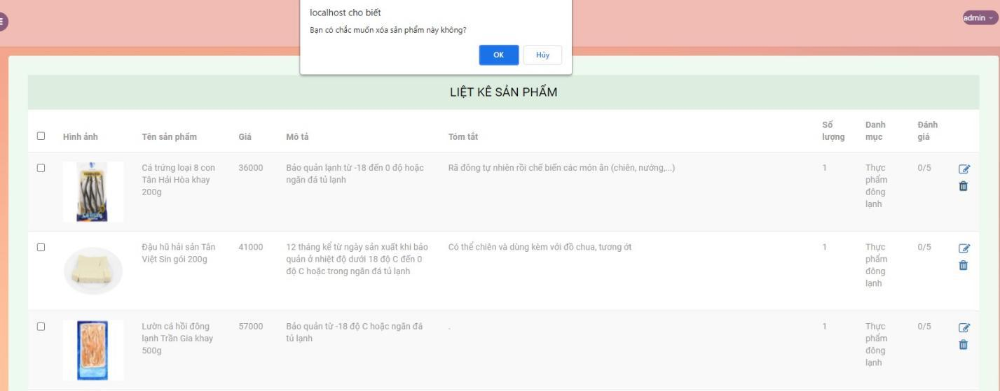 localhost cho biết
Bạn có chắc muốn xóa sản phẩm này không?
OK
Hủy
admin
LIỆT KÊ SẢN PHẨM
Hình ảnh
Tên sản phẩm
Giá
Mô tả
Tóm tắt
Số
lượng
Danh
mục
Đánh
giá
Cá trứng loại 8 con
Tân Hải Hòa khay
200g
36000
Bảo quản lạnh từ -18 đến 0 độ hoặc
ngăn đá tủ lạnh
Rã đông tự nhiên rồi chế biến các món ăn (chiên, nướng,...)
1
Thực
phẩm
đông
lạnh
0/5
Đậu hũ hải sản Tân
Việt Sin gói 200g
41000
12 tháng kể từ ngày sản xuất khi bảo
quản ở nhiệt độ dưới 18 độ C đến 0
độ C hoặc trong ngăn đá tủ lạnh
Có thể chiên và dùng kèm với đồ chua, tương ớt
1
Thực
phẩm
đông
lạnh
0/5
Lườn cá hồi đông
lạnh Trần Gia khay
500g
57000
Bảo quản từ -18 độ C hoặc ngăn đá
tủ lạnh
.
1
Thực
phẩm
đông
lạnh
0/5